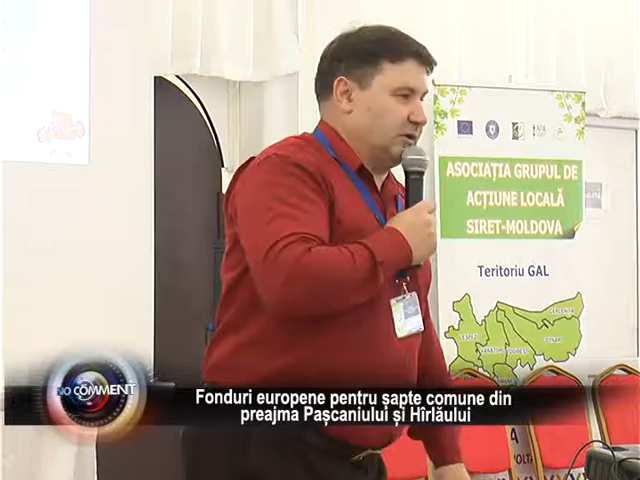 ASOCIAȚIA GRUPUL DE
ACȚIUNE LOCALĂ
SIRET-MOLDOVA
Teritoriu GAL
NO COMMENT
Fonduri europene pentru șapte comune din
preajma Pașcaniului și Hîrlăului